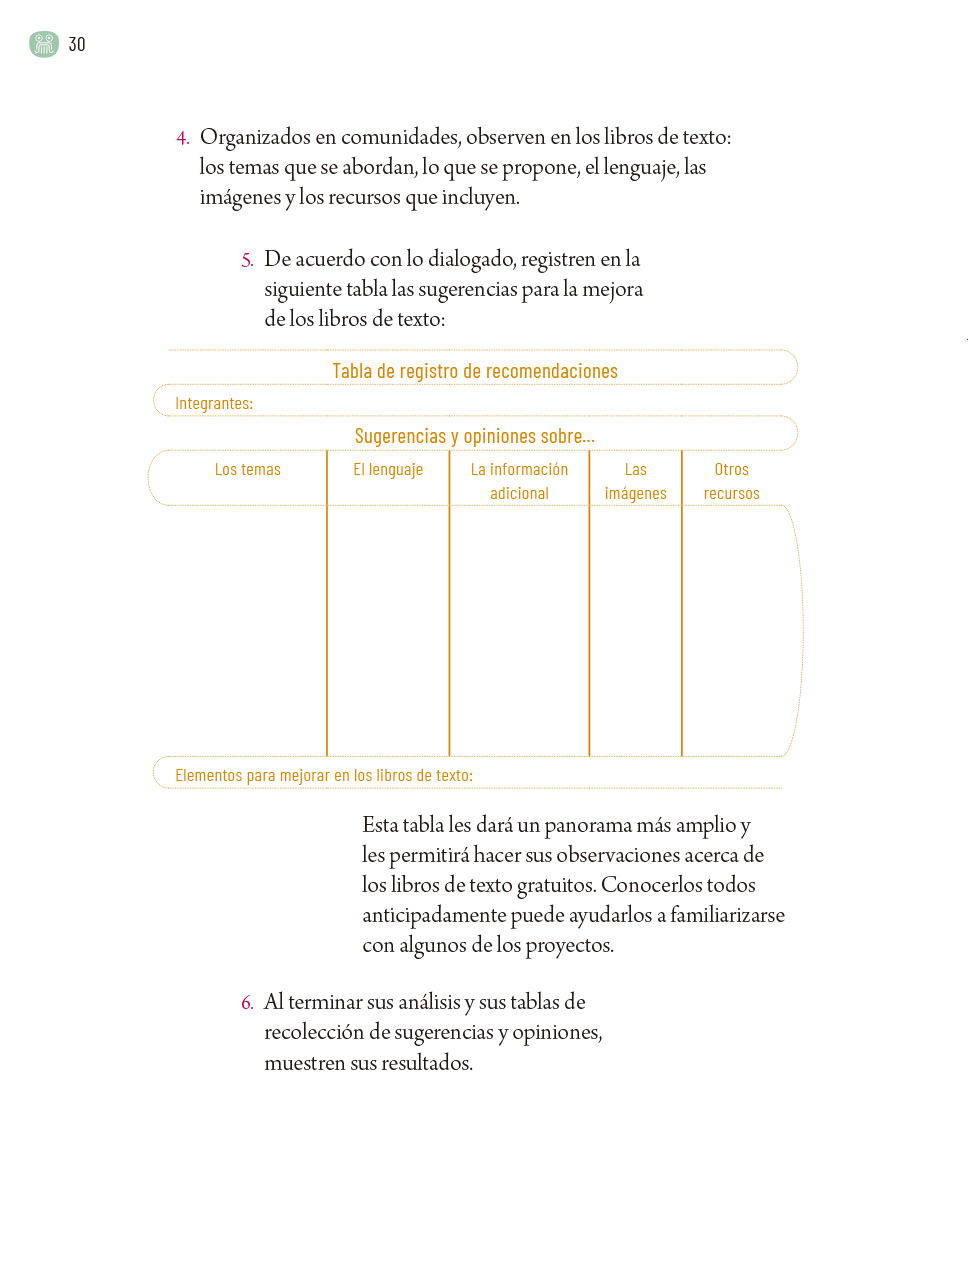 30
4. Organizados en comunidades, observen en los libros de texto:
los temas que se abordan, lo que se propone, el lenguaje, las
imágenes y los recursos que incluyen.
5. De acuerdo con lo dialogado, registren en la
siguiente tabla las sugerencias para la mejora
de los libros de texto:
Tabla de registro de recomendaciones
Integrantes:
Sugerencias y opiniones sobre...
Los temas
El lenguaje
La información
adicional
Las
imágenes
Otros
recursos
Elementos para mejorar en los libros de texto:
Esta tabla les dará un panorama más amplio y
les permitirá hacer sus observaciones acerca de
los libros de texto gratuitos. Conocerlos todos
anticipadamente puede ayudarlos a familiarizarse
con algunos de los proyectos.
6. Al terminar sus análisis y sus tablas de
recolección de sugerencias y opiniones,
muestren sus resultados.